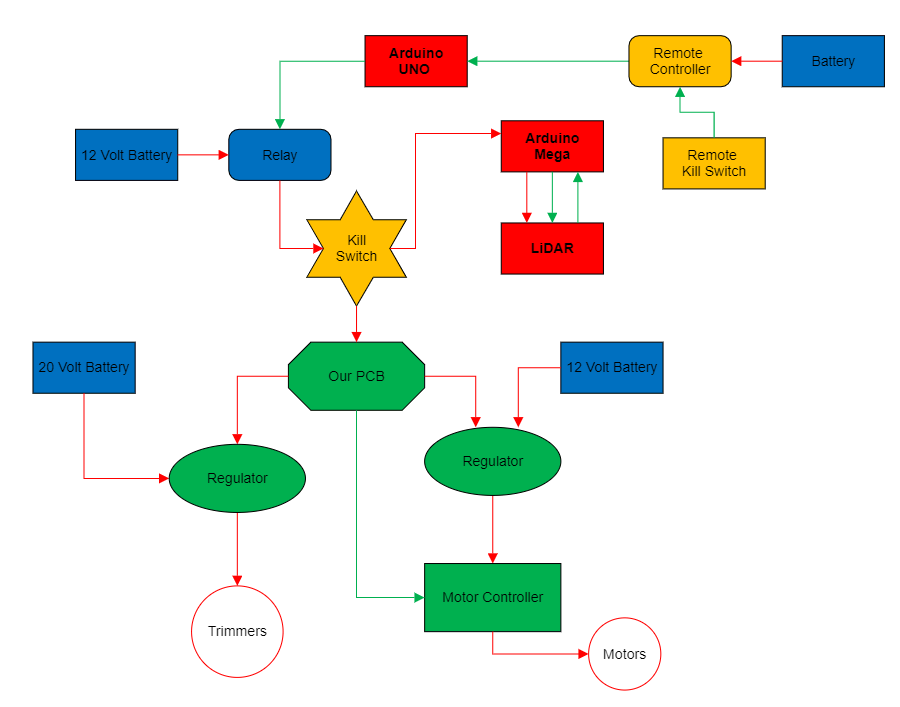 Arduino
UNO
Remote
Controller
Battery
12 Volt Battery
Relay
Arduino
Mega
Remote
Kill Switch
Kill
Switch
LiDAR
20 Volt Battery
Our PCB
12 Volt Battery
Regulator
Regulator
Motor Controller
Trimmers
Motors